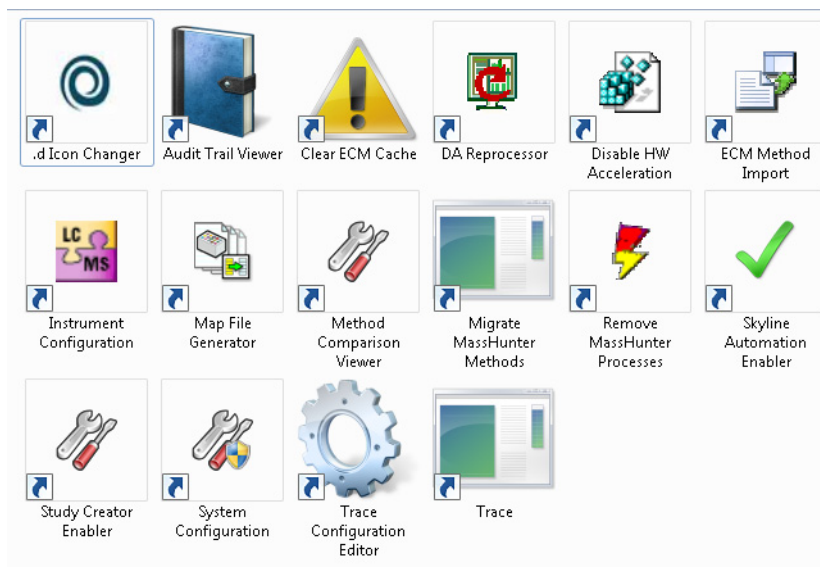 .d Icon Changer
Audit Trail Viewer
Clear ECM Cache
DA Reprocessor
Disable HW
Acceleration
ECM Method
Import
LC
MS
Instrument
Configuration
Map File
Generator
Method
Comparison
Viewer
Migrate
MassHunter
Methods
Remove
MassHunter
Processes
Skyline
Automation
Enabler
Study Creator
Enabler
System
Configuration
Trace
Configuration
Editor
Trace